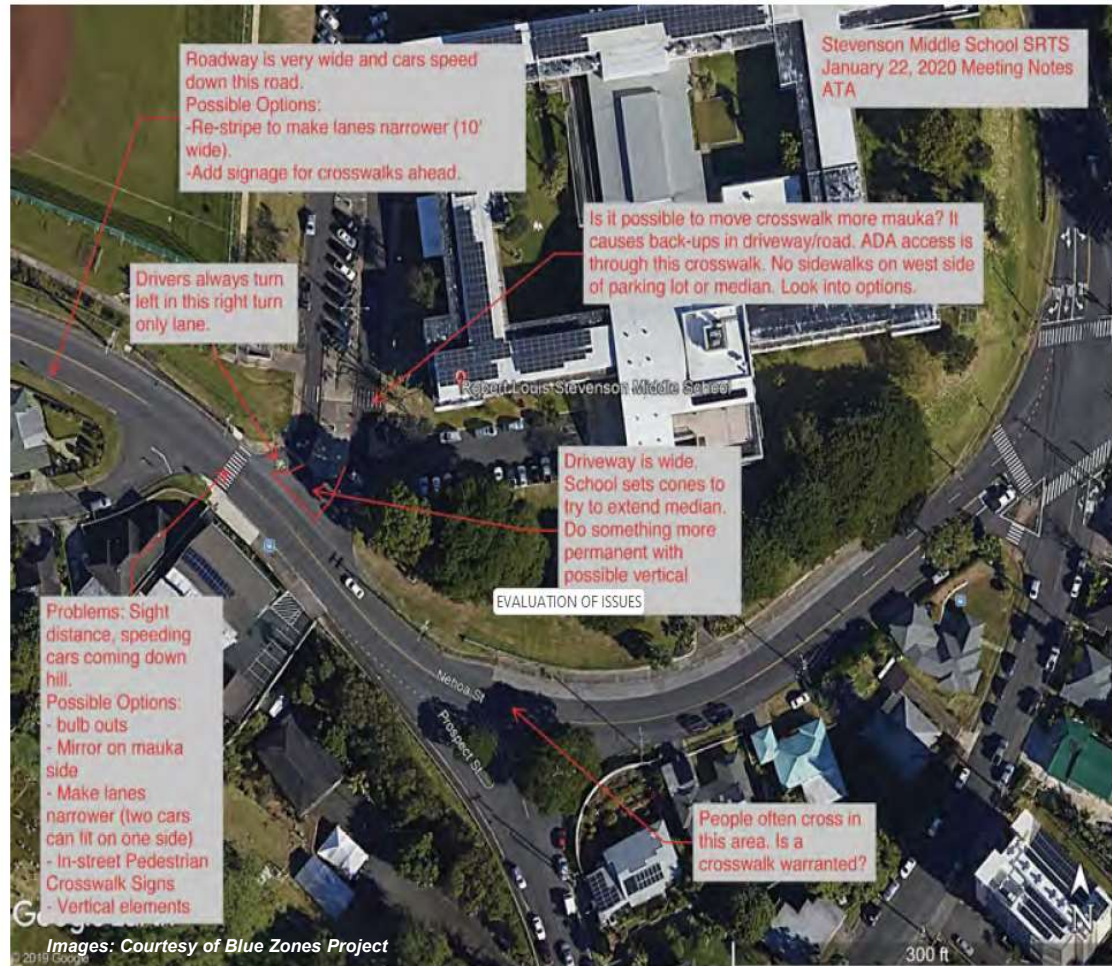 Roadway is very wide and cars speed
down this road.
Possible Options:
-Re-stripe to make lanes narrower (10'
wide).
-Add signage for crosswalks ahead.
Stevenson Middle School SRTS
January 22, 2020 Meeting Notes
ATA
Is it possible to move crosswalk more mauka? It
causes back-ups in driveway/road. ADA access is
through this crosswalk. No sidewalks on west side
of parking lot or median. Look into options.
Drivers always turn
left in this right turn
only lane.
Robert Louis Stevenson Middle School
Driveway is wide.
School sets cones to
try to extend median.
Do something more
permanent with
possible vertical
EVALUATION OF ISSUES
Problems: Sight
distance, speeding
cars coming down
hill.
Possible Options:
- bulb outs
- Mirror on mauka
side
- Make lanes
narrower (two cars
can fit on one side)
- In-street Pedestrian
Crosswalk Signs
- Vertical elements
Nehoa St
Prospect St
People often cross in
this area. Is a
crosswalk warranted?
Images: Courtesy of Blue Zones Project
© 2019 Google
300 ft
N